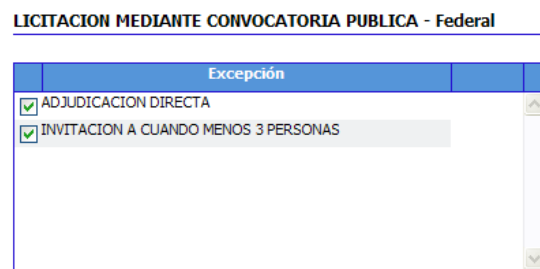 LICITACION MEDIANTE CONVOCATORIA PUBLICA - Federal
Excepción
ADJUDICACION DIRECTA
INVITACION A CUANDO MENOS 3 PERSONAS